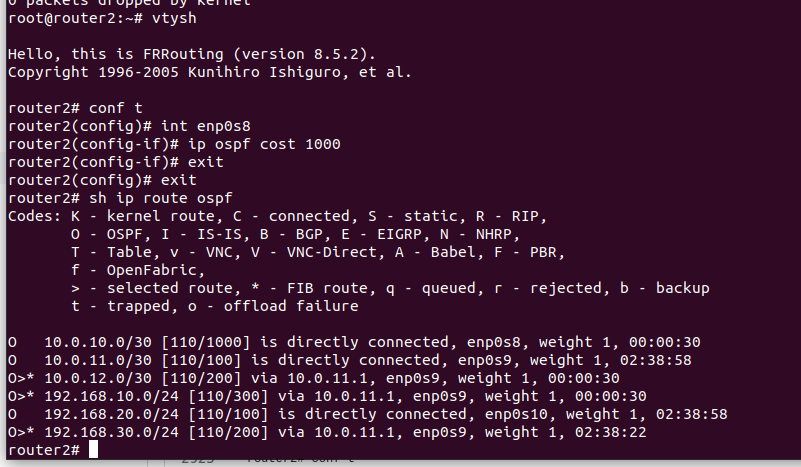 0 packets dropped by kernel
root@router2:~# vtysh
Hello, this is FRRouting (version 8.5.2).
Copyright 1996-2005 Kunihiro Ishiguro, et al.
router2# conf t
router2(config)# int enp0s8
router2(config-if)# ip ospf cost 1000
router2(config-if)# exit
router2(config)# exit
router2# sh ip route ospf
Codes: K - kernel route, C - connected, S - static, R - RIP,
       O - OSPF, I - IS-IS, B - BGP, E - EIGRP, N - NHRP,
       T - Table, v - VNC, V - VNC-Direct, A - Babel, F - PBR,
       f - OpenFabric,
       > - selected route, * - FIB route, q - queued, r - rejected, b - backup
       t - trapped, o - offload failure
O   10.0.10.0/30 [110/1000] is directly connected, enp0s8, weight 1, 00:00:30
O   10.0.11.0/30 [110/100] is directly connected, enp0s9, weight 1, 02:38:58
O>* 10.0.12.0/30 [110/200] via 10.0.11.1, enp0s9, weight 1, 00:00:30
O>* 192.168.10.0/24 [110/300] via 10.0.11.1, enp0s9, weight 1, 00:00:30
O   192.168.20.0/24 [110/100] is directly connected, enp0s10, weight 1, 02:38:58
O>* 192.168.30.0/24 [110/200] via 10.0.11.1, enp0s9, weight 1, 02:38:22
router2#